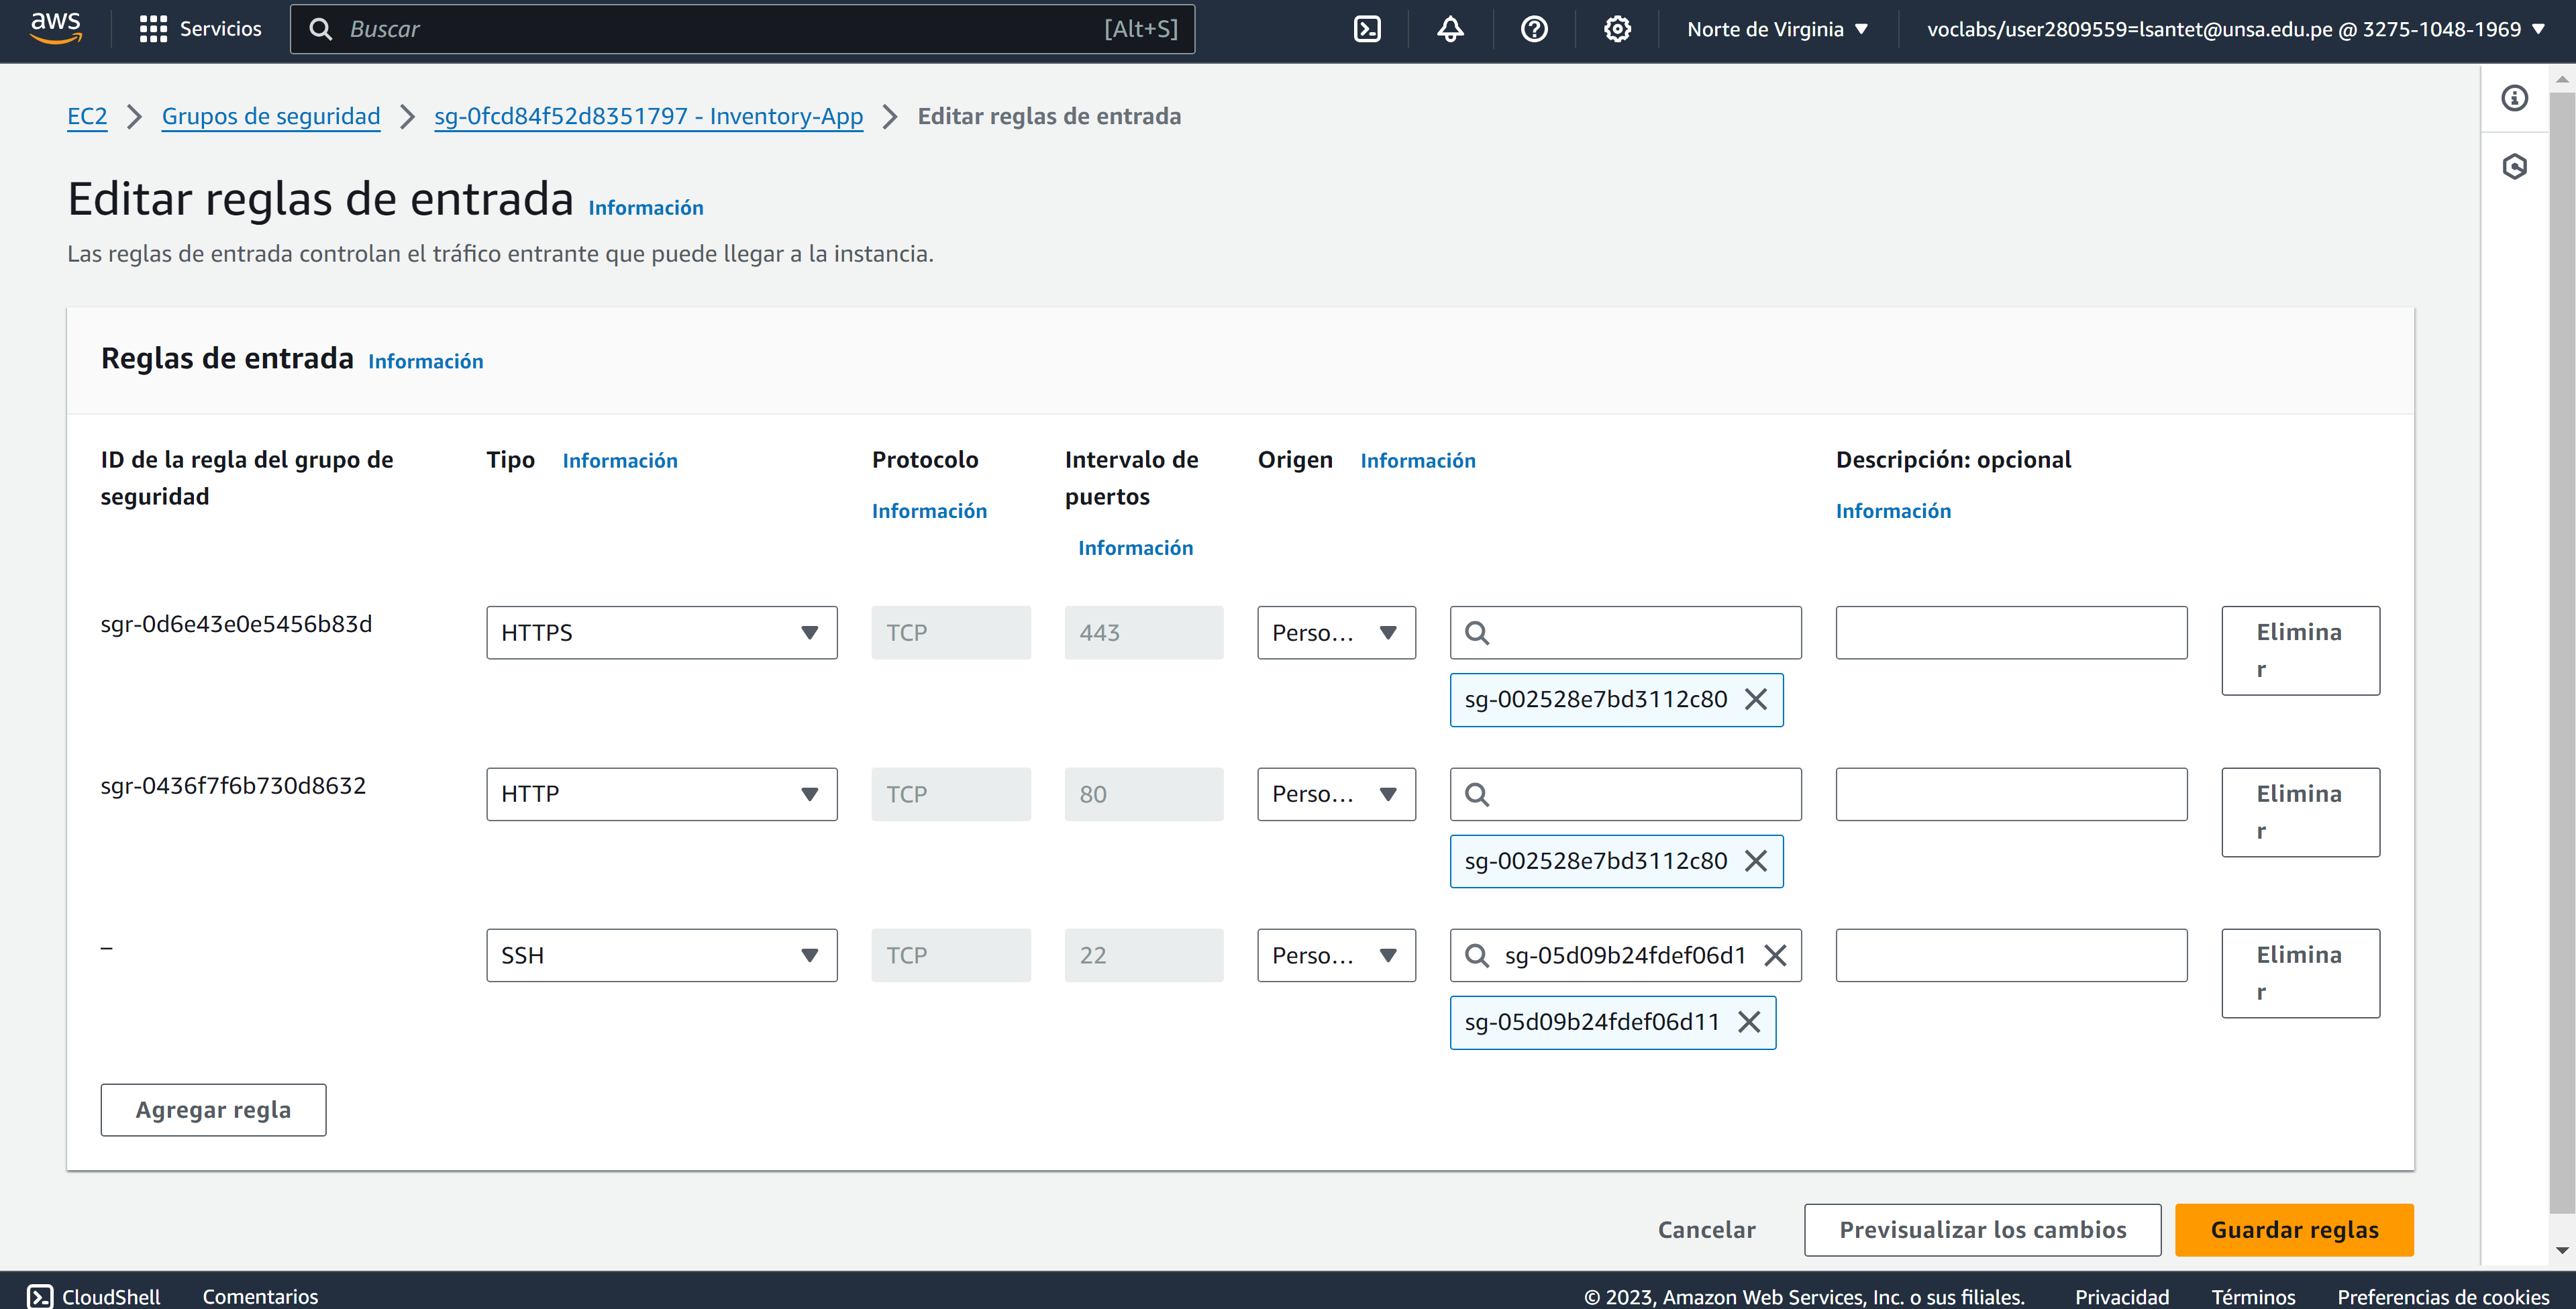 aws
Servicios
Buscar
[Alt+S]
Norte de Virginia
voclabs/user2809559=lsantet@unsa.edu.pe @ 3275-1048-1969
EC2 > Grupos de seguridad > sg-0fcd84f52d8351797 - Inventory-App > Editar reglas de entrada
Editar reglas de entrada Información
Las reglas de entrada controlan el tráfico entrante que puede llegar a la instancia.
Reglas de entrada Información
ID de la regla del grupo de
seguridad
Tipo Información
Protocolo
Información
Intervalo de
puertos
Información
Origen Información
Descripción: opcional
Información
sgr-0d6e43e0e5456b83d
HTTPS
TCP
443
Perso...
sg-002528e7bd3112c80
Elimina
r
sgr-0436f7f6b730d8632
HTTP
TCP
80
Perso...
sg-002528e7bd3112c80
Elimina
r
–
SSH
TCP
22
Perso...
sg-05d09b24fdef06d1
sg-05d09b24fdef06d11
Elimina
r
Agregar regla
Cancelar
Previsualizar los cambios
Guardar reglas
CloudShell
Comentarios
© 2023, Amazon Web Services, Inc. o sus filiales.
Privacidad
Términos
Preferencias de cookies